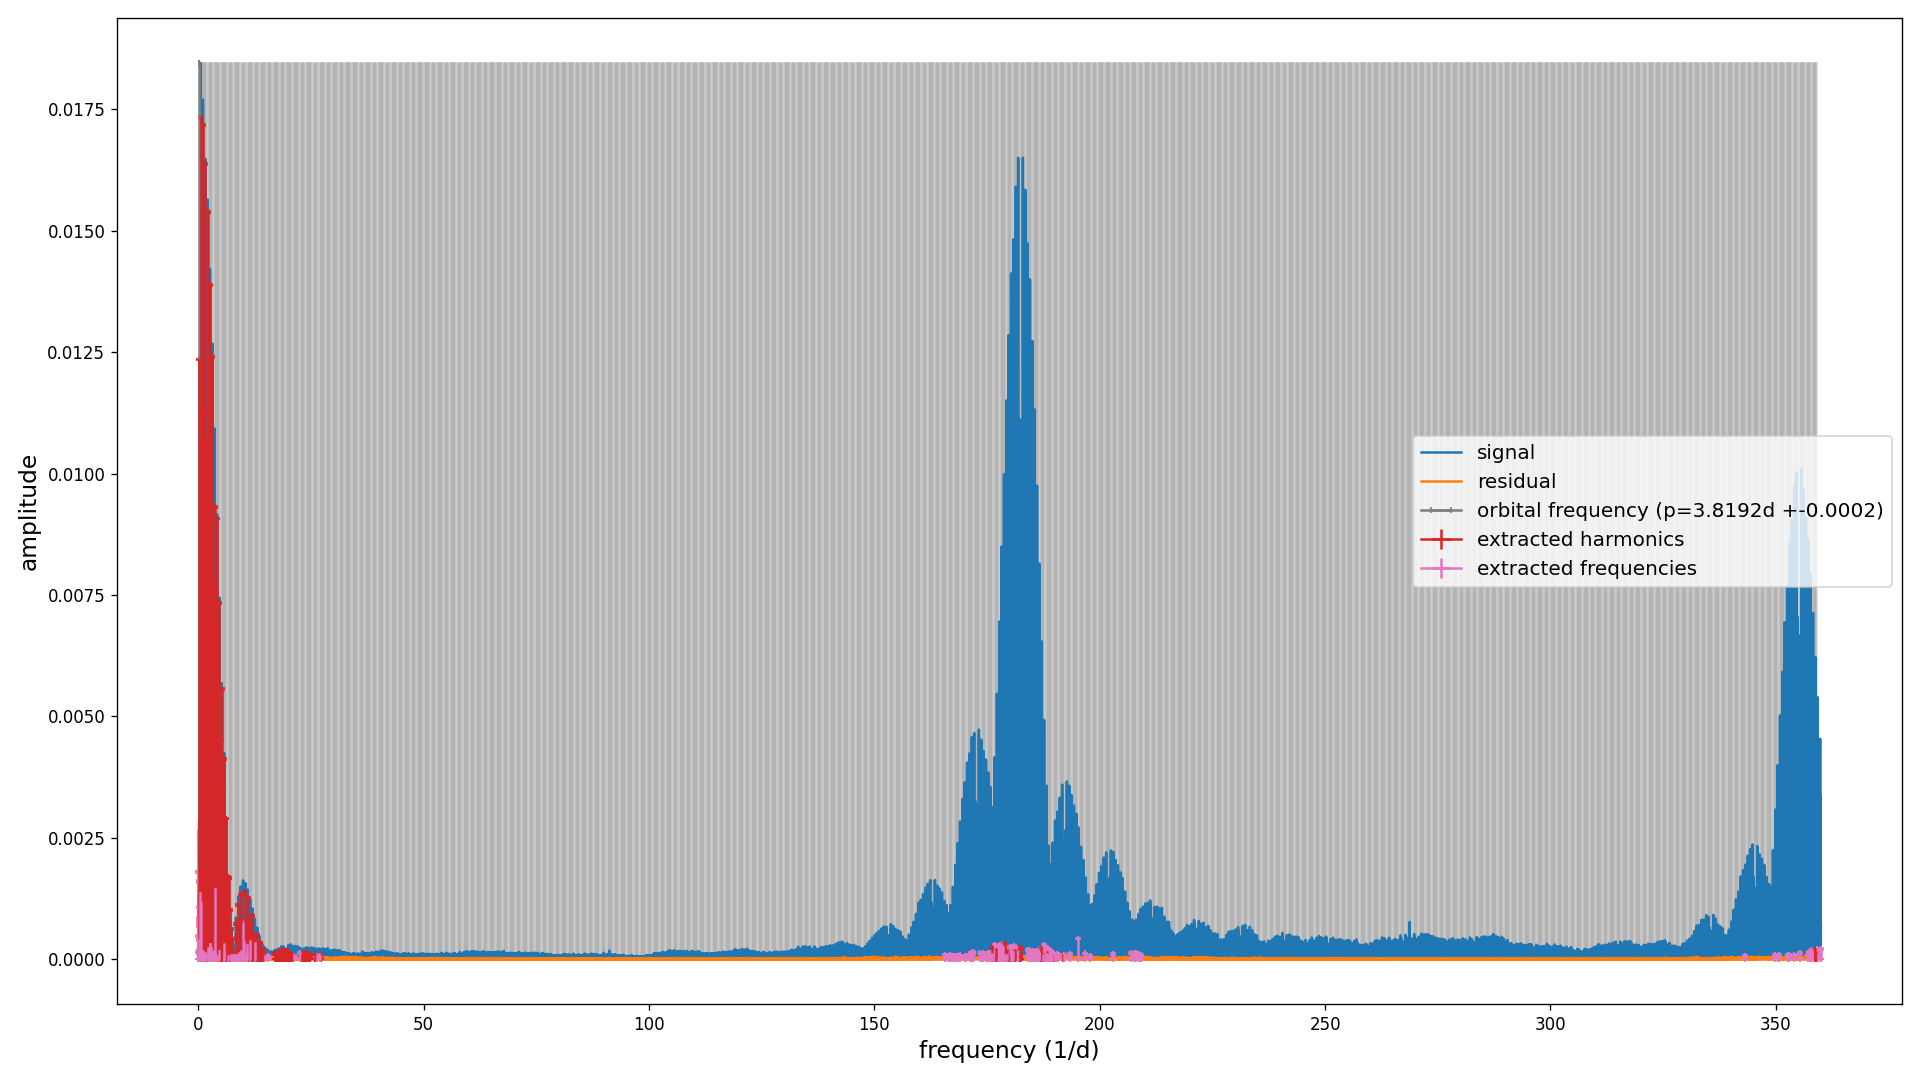 0.0175
0.0150
0.0125
0.0100
0.0075
0.0050
0.0025
0.0000
amplitude
signal
residual
orbital frequency (p=3.8192d +-0.0002)
extracted harmonics
extracted frequencies
0 50 100 150 200 250 300 350
frequency (1/d)